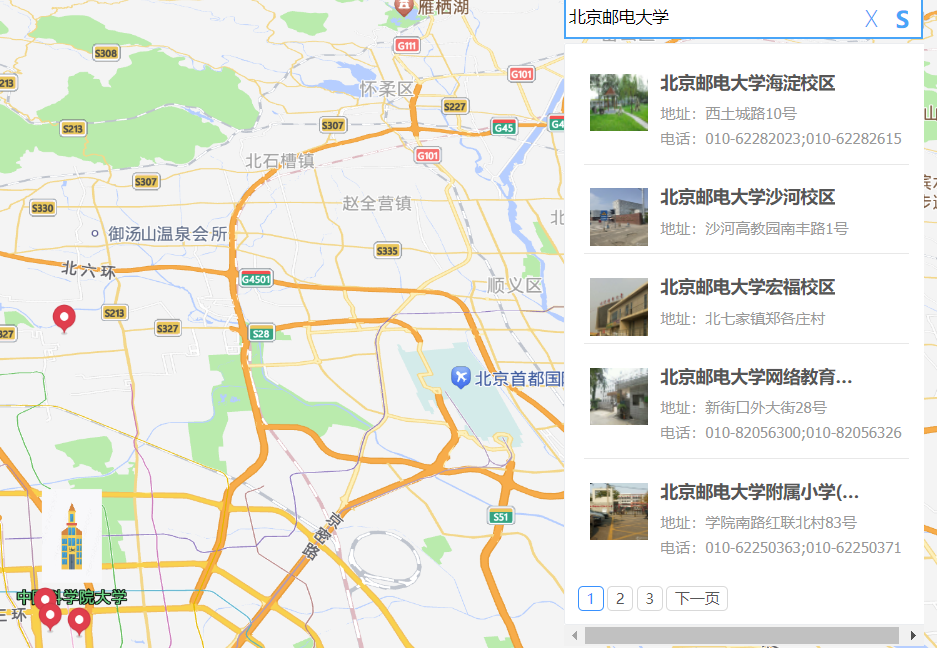 雁栖湖
S308
G111
怀柔区
G101
213
S227
S213
S307
G45
G4
北石槽镇
G101
S307
赵全营镇
S330
北
御汤山温泉会所
S335
北六环
G4501
顺义区
S213
327
S327
S28
北京首都国
S51
京密路
中国科学院大学
三环
北京邮电大学
X S
北京邮电大学海淀校区
地址：西土城路10号
电话：010-62282023;010-62282615
北京邮电大学沙河校区
地址：沙河高教园南丰路1号
北京邮电大学宏福校区
地址：北七家镇郑各庄村
北京邮电大学网络教育...
地址：新街口外大街28号
电话：010-82056300;010-82056326
北京邮电大学附属小学(...
地址：学院南路红联北村83号
电话：010-62250363;010-62250371
1 2 3 下一页